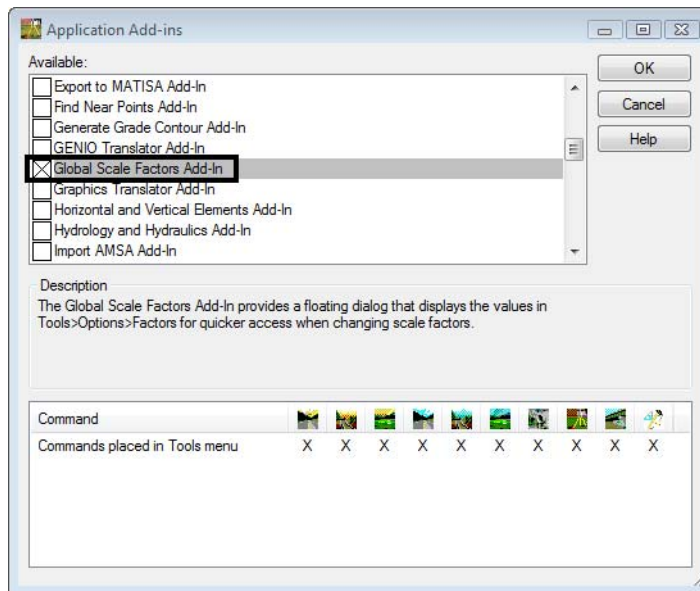 Application Add-ins
Available:
Export to MATISA Add-In
Find Near Points Add-In
Generate Grade Contour Add-In
GENIO Translator Add-In
Global Scale Factors Add-In
Graphics Translator Add-In
Horizontal and Vertical Elements Add-In
Hydrology and Hydraulics Add-In
Import AMSA Add-In
OK
Cancel
Help
Description
The Global Scale Factors Add-In provides a floating dialog that displays the values in
Tools>Options>Factors for quicker access when changing scale factors.
Command
Commands placed in Tools menu X X X X X X X X X X